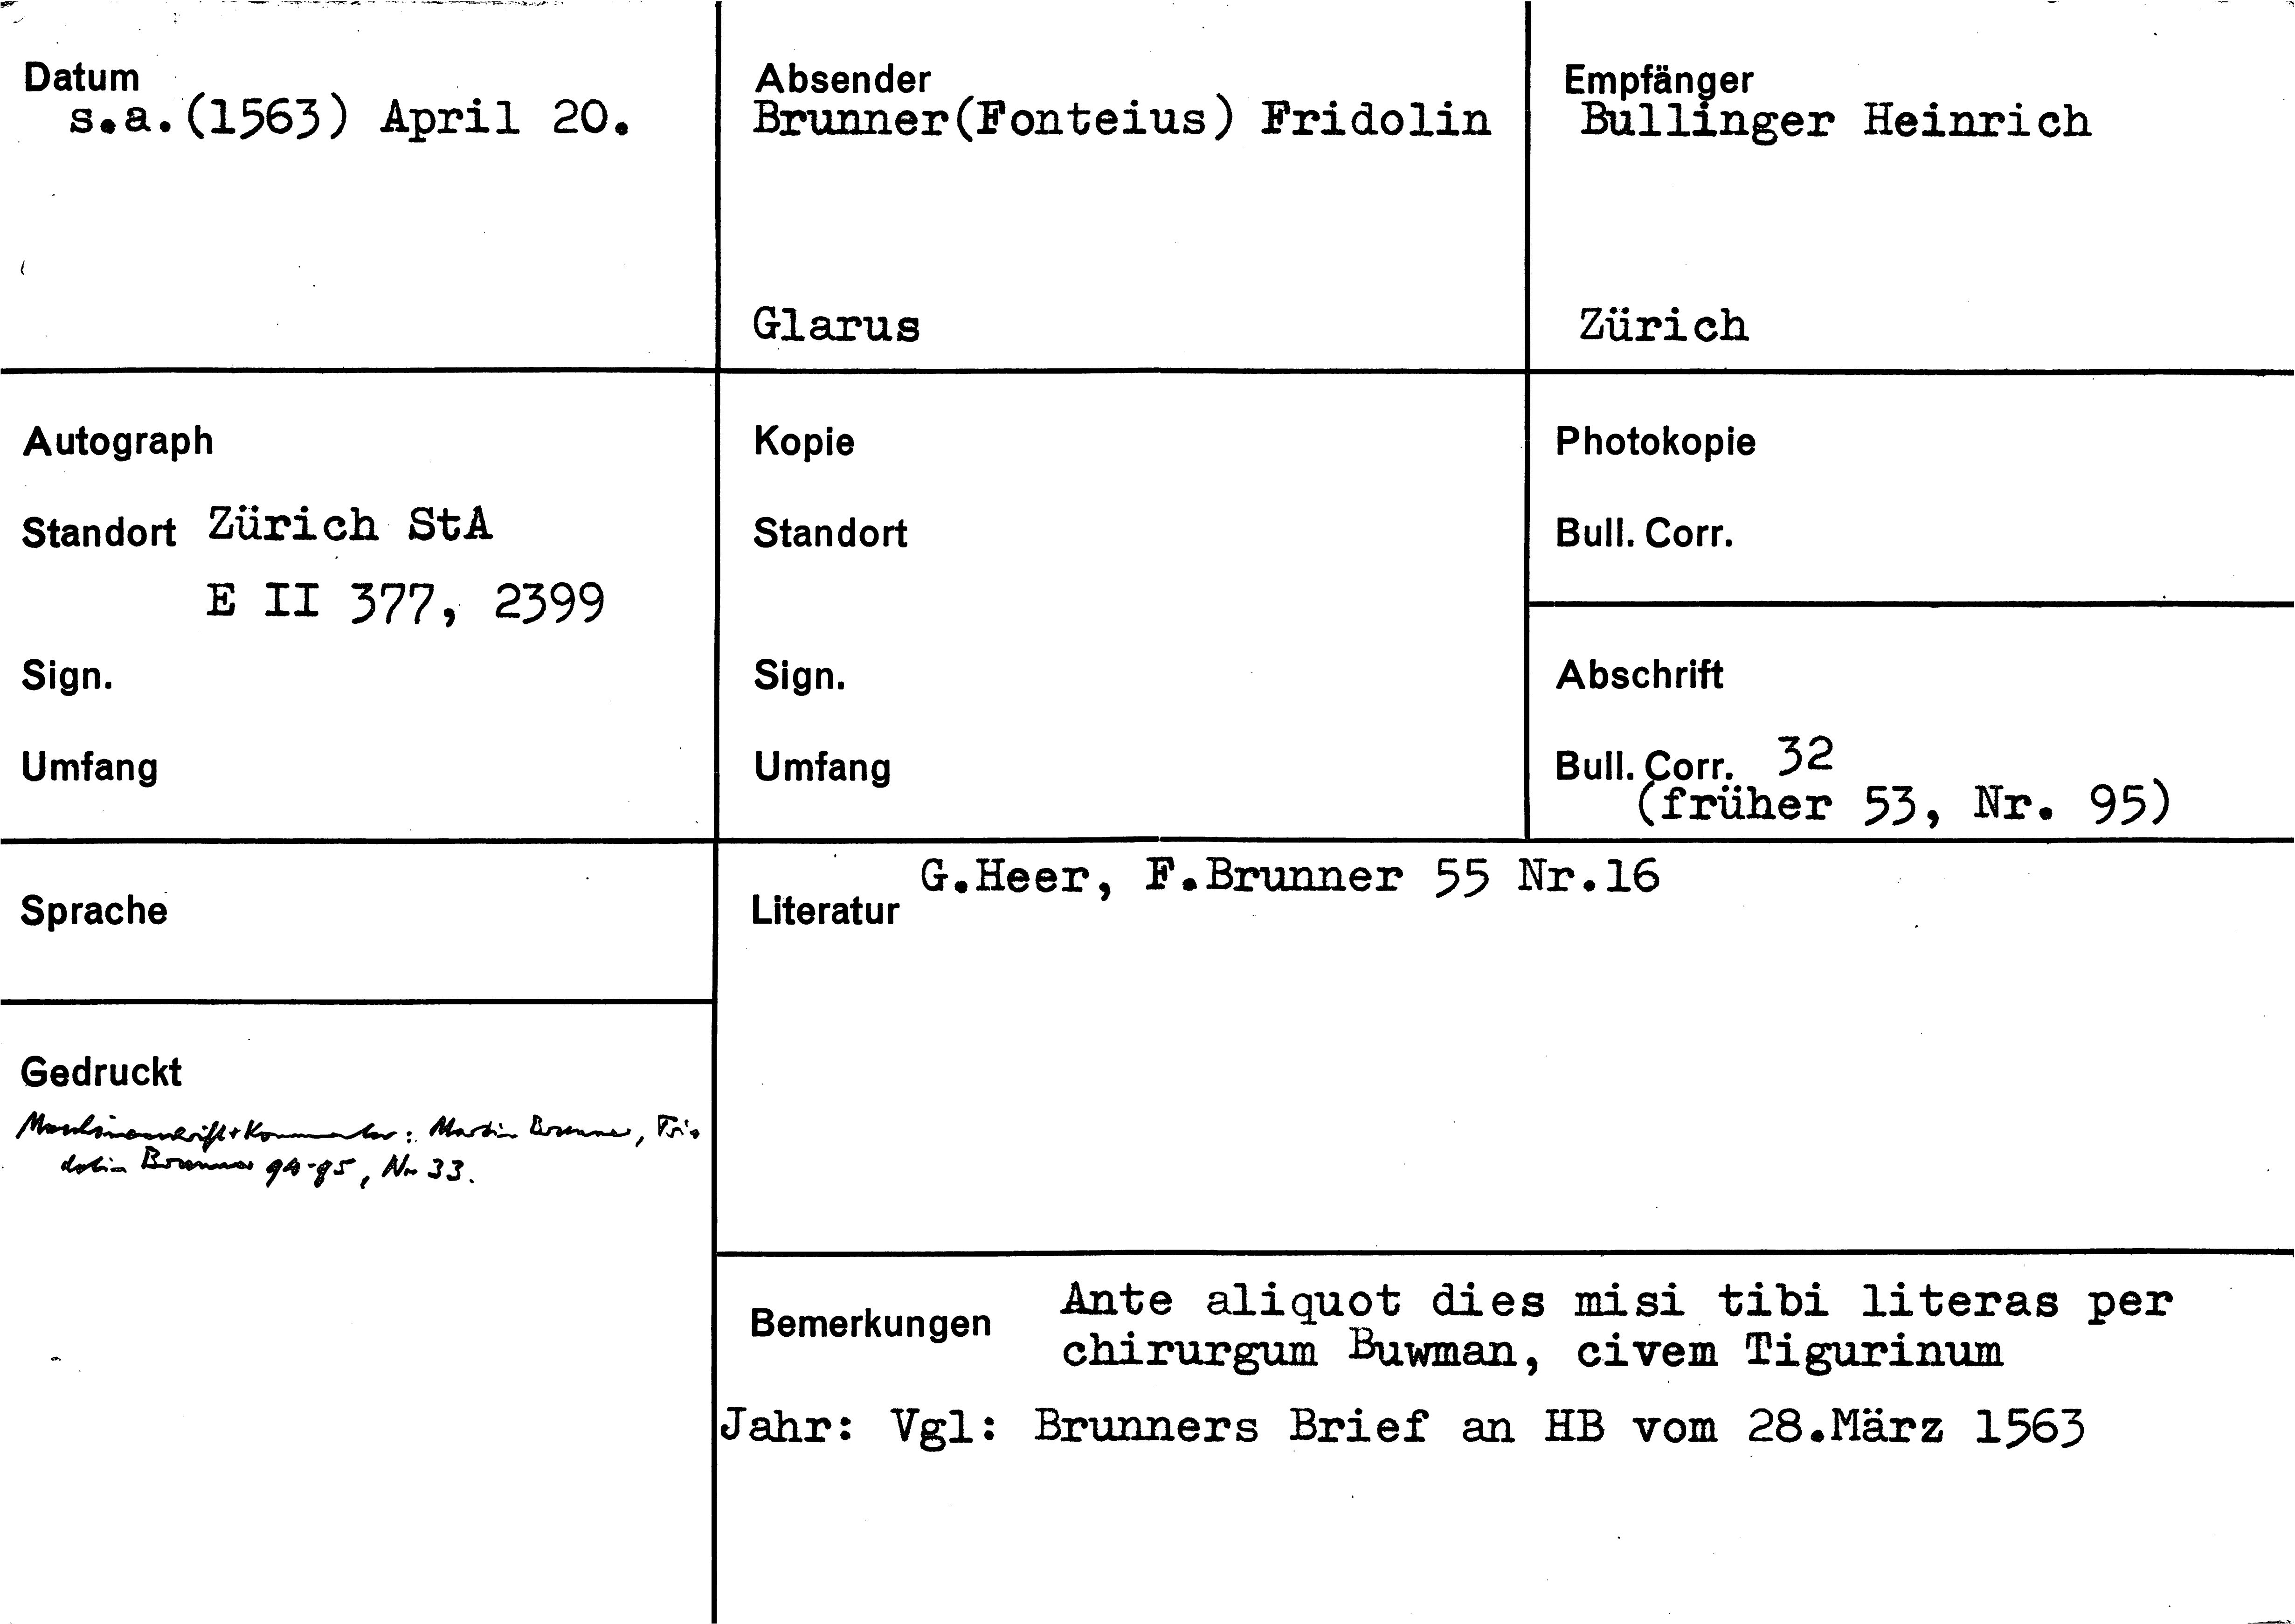 Datum
s.a.(1563) April 20.
Absender
Brunner(Fonteius) Fridolin
Glarus
Empfänger
Bullinger Heinrich
Zürich
Autograph
Standort Zürich StA
E II 377, 2399
Sign.
Umfang
Kopie
Standort
Sign.
Umfang
Photokopie
Bull. Corr.
Abschrift
Bull. Corr. 32
(früher 53, Nr. 95)
Sprache
Literatur G.Heer, F.Brunner 55 Nr.16
Gedruckt
Maschinenschrift+Kommentar: Martin Brunner, Fri-
dolin Brunner 94-95, Nr 33.
Bemerkungen Ante aliquot dies misi tibi literas per
chirurgum Buwman, civem Tigurinum
Jahr: Vgl: Brunners Brief an HB vom 28.März 1563